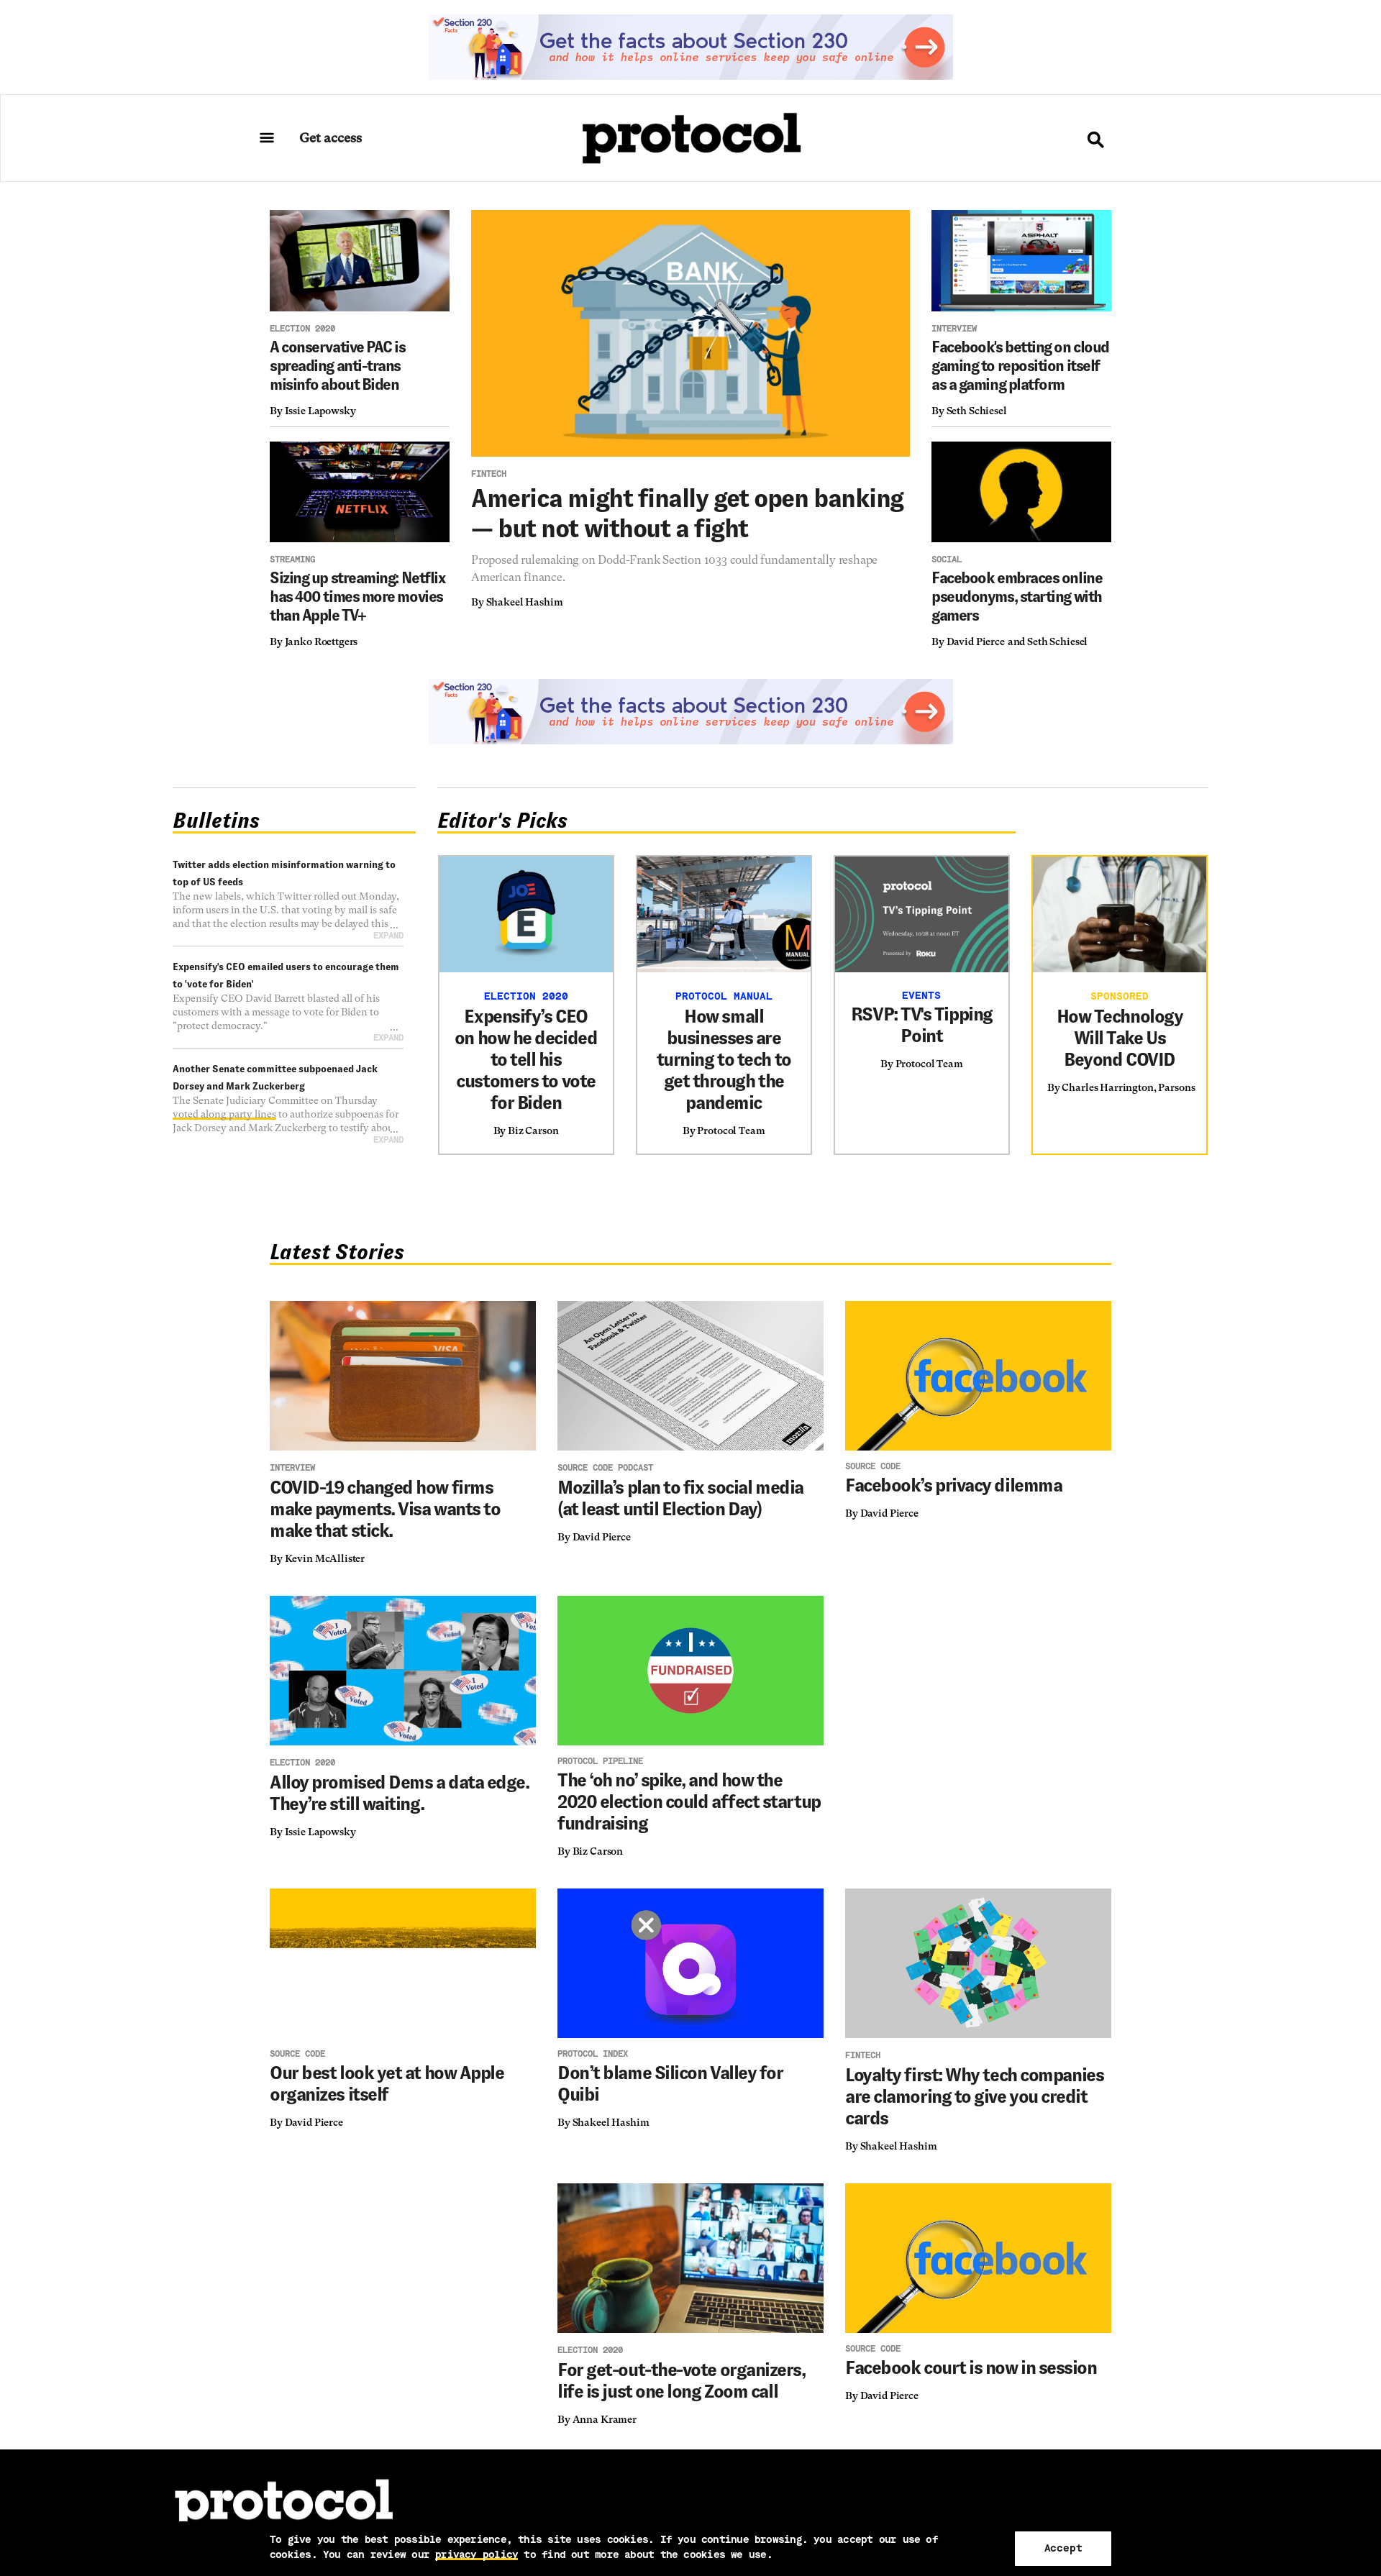 Section 230
Facts
Get the facts about Section 230
and how it helps online services keep you safe online
Get access
protocol
ELECTION 2020
A conservative PAC is
spreading anti-trans
misinfo about Biden
By Issie Lapowsky
NETFLIX
STREAMING
Sizing up streaming: Netflix
has 400 times more movies
than Apple TV+
By Janko Roettgers
BANK
FINTECH
America might finally get open banking
— but not without a fight
Proposed rulemaking on Dodd-Frank Section 1033 could fundamentally reshape
American finance.
By Shakeel Hashim
ASPHALT
INTERVIEW
Facebook's betting on cloud
gaming to reposition itself
as a gaming platform
By Seth Schiesel
SOCIAL
Facebook embraces online
pseudonyms, starting with
gamers
By David Pierce and Seth Schiesel
Section 230
Facts
Get the facts about Section 230
and how it helps online services keep you safe online
Bulletins
Twitter adds election misinformation warning to
top of US feeds
The new labels, which Twitter rolled out Monday,
inform users in the U.S. that voting by mail is safe
and that the election results may be delayed this ...
EXPAND
Expensify's CEO emailed users to encourage them
to 'vote for Biden'
Expensify CEO David Barrett blasted all of his
customers with a message to vote for Biden to
"protect democracy." ...
EXPAND
Another Senate committee subpoenaed Jack
Dorsey and Mark Zuckerberg
The Senate Judiciary Committee on Thursday
voted along party lines to authorize subpoenas for
Jack Dorsey and Mark Zuckerberg to testify abou...
EXPAND
Editor's Picks
JOE
E
ELECTION 2020
Expensify's CEO
on how he decided
to tell his
customers to vote
for Biden
By Biz Carson
M
MANUAL
PROTOCOL MANUAL
How small
businesses are
turning to tech to
get through the
pandemic
By Protocol Team
protocol
TV's Tipping Point
Wednesday, 10/28 at noon ET
Presented by ROKU
EVENTS
RSVP: TV's Tipping
Point
By Protocol Team
SPONSORED
How Technology
Will Take Us
Beyond COVID
By Charles Harrington, Parsons
Latest Stories
VISA
INTERVIEW
COVID-19 changed how firms
make payments. Visa wants to
make that stick.
By Kevin McAllister
An Open Letter to
Facebook & Twitter
mozilla
SOURCE CODE PODCAST
Mozilla's plan to fix social media
(at least until Election Day)
By David Pierce
facebook
SOURCE CODE
Facebook's privacy dilemma
By David Pierce
I Voted
I Voted
I Voted
I Voted
I Voted
ELECTION 2020
Alloy promised Dems a data edge.
They're still waiting.
By Issie Lapowsky
I
FUNDRAISED
PROTOCOL PIPELINE
The 'oh no' spike, and how the
2020 election could affect startup
fundraising
By Biz Carson
SOURCE CODE
Our best look yet at how Apple
organizes itself
By David Pierce
PROTOCOL INDEX
Don't blame Silicon Valley for
Quibi
By Shakeel Hashim
FINTECH
Loyalty first: Why tech companies
are clamoring to give you credit
cards
By Shakeel Hashim
ELECTION 2020
For get-out-the-vote organizers,
life is just one long Zoom call
By Anna Kramer
facebook
SOURCE CODE
Facebook court is now in session
By David Pierce
protocol
To give you the best possible experience, this site uses cookies. If you continue browsing. you accept our use of
cookies. You can review our privacy policy to find out more about the cookies we use.
Accept